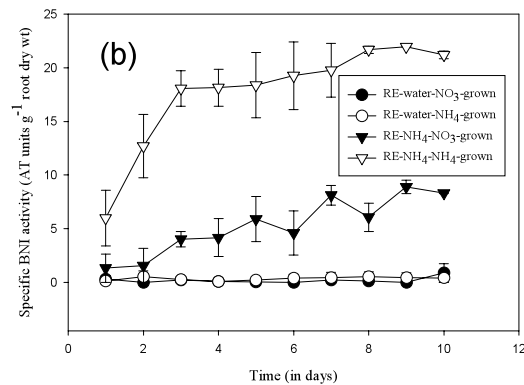 (b)
Specific BNI activity (AT units g-1 root dry wt)
25
20
15
10
5
0
RE-water-NO3-grown
RE-water-NH4-grown
RE-NH4-NO3-grown
RE-NH4-NH4-grown
0 2 4 6 8 10 12
Time (in days)